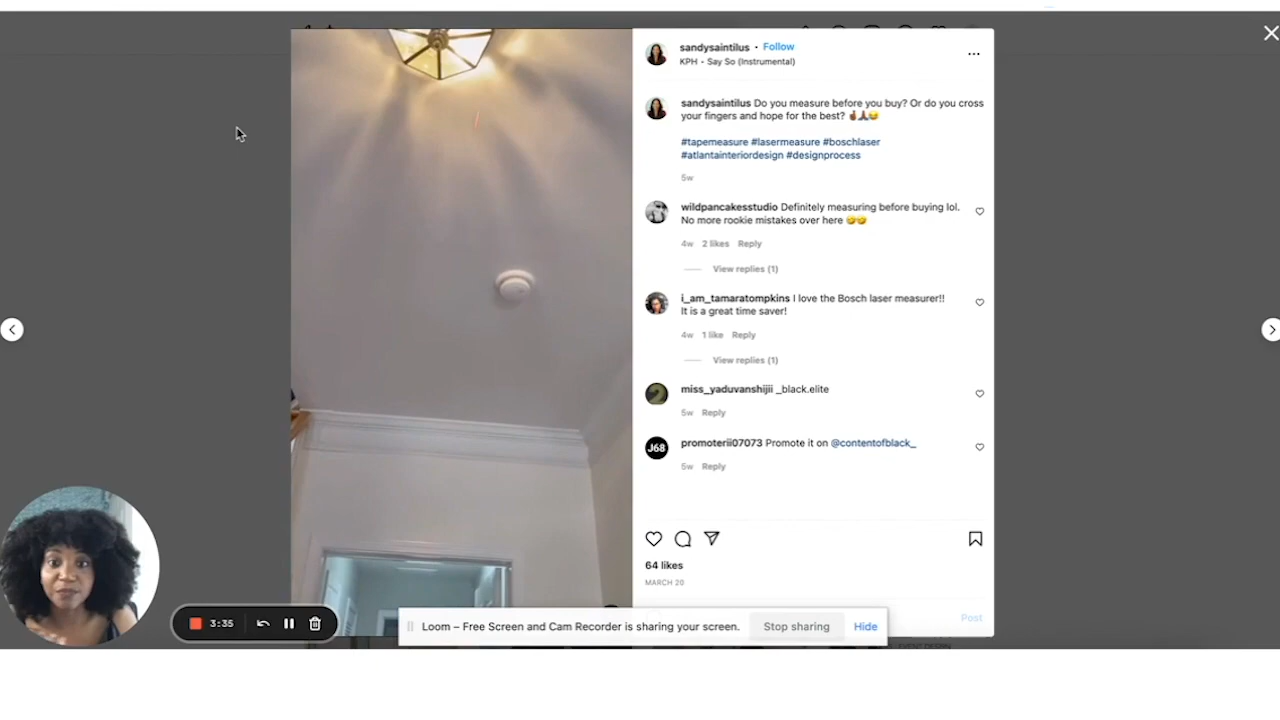 sandysaintilus • Follow
KPH • Say So (Instrumental)
sandysaintilus Do you measure before you buy? Or do you cross
your fingers and hope for the best? 🤞🏾🙏🏾😂
#tapemeasure #lasermeasure #boschlaser
#atlantainteriordesign #designprocess
5w
wildpancakesstudio Definitely measuring before buying lol.
No more rookie mistakes over here 🤣🤣
4w 2 likes Reply
View replies (1)
i_am_tamaratompkins I love the Bosch laser measurer!!
It is a great time saver!
4w 1 like Reply
View replies (1)
miss_yaduvanshijii _black.elite
5w Reply
J68
promoterii07073 Promote it on @contentofblack_
5w Reply
64 likes
MARCH 20
Post
3:35
Loom – Free Screen and Cam Recorder is sharing your screen. Stop sharing Hide